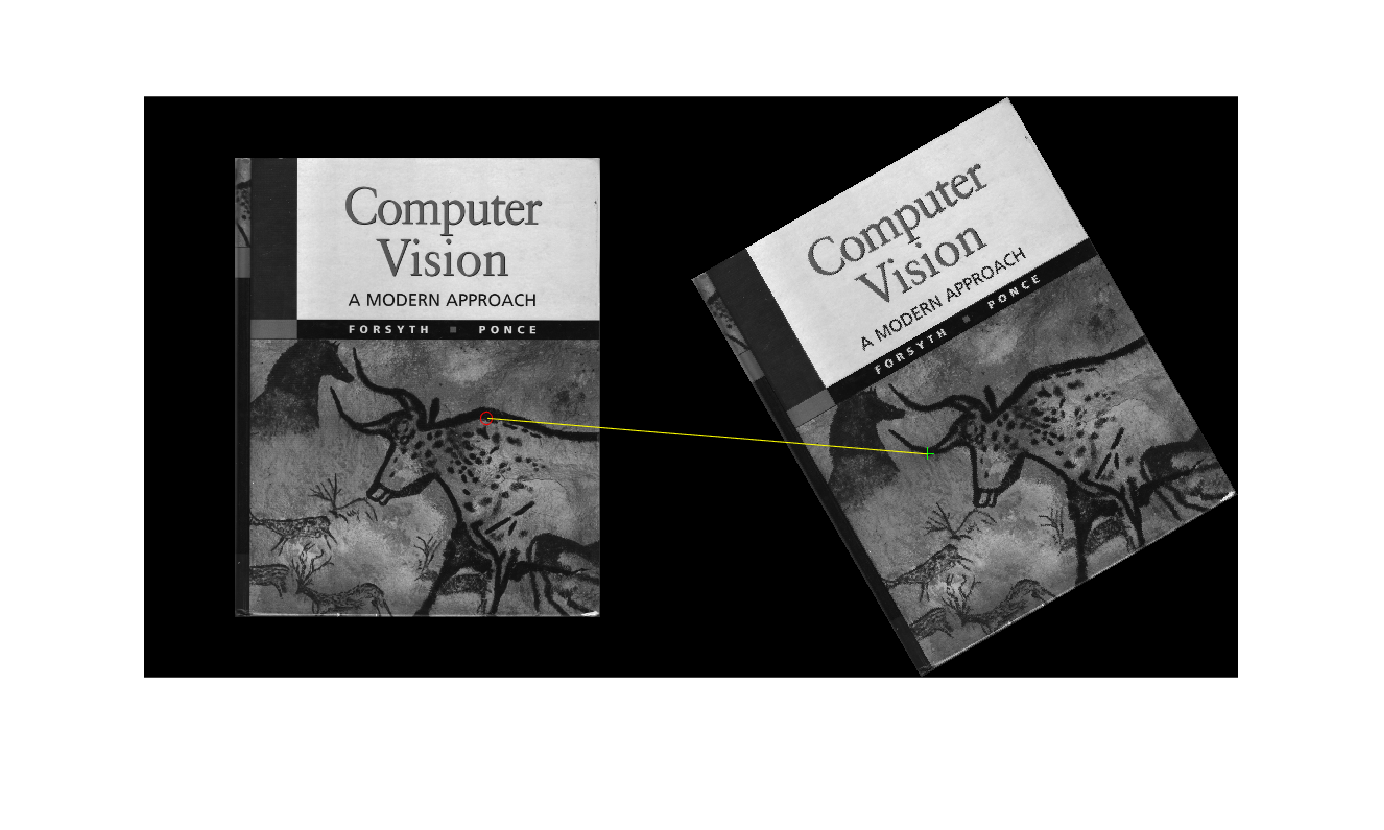 Computer
Vision
A MODERN APPROACH
FORSYTH PONCE
Computer
Vision
A MODERN APPROACH
FORSYTH PONCE